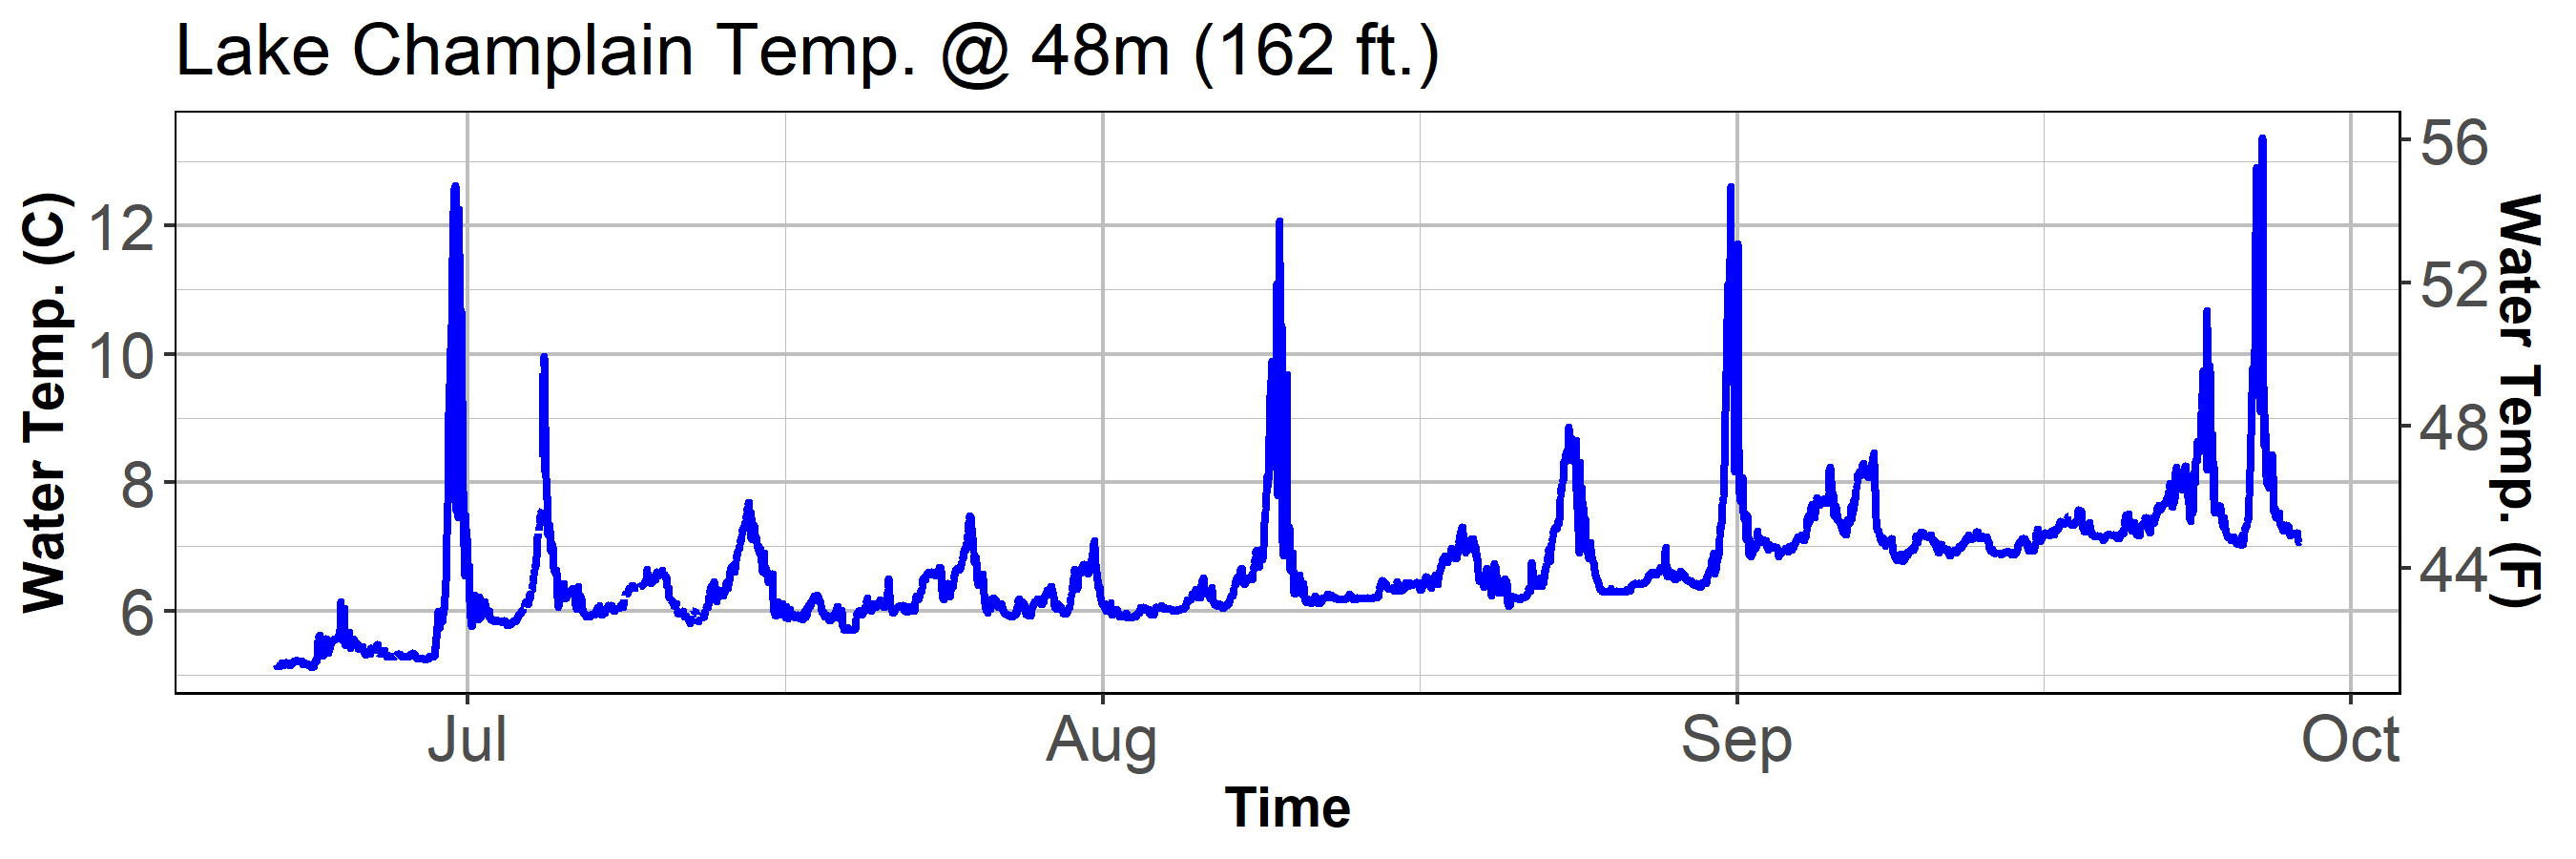 Lake Champlain Temp. @ 48m (162 ft.)
Water Temp. (C)
12
10
8
6
56
52
48
44
Water Temp. (F)
Jul Aug Sep Oct
Time